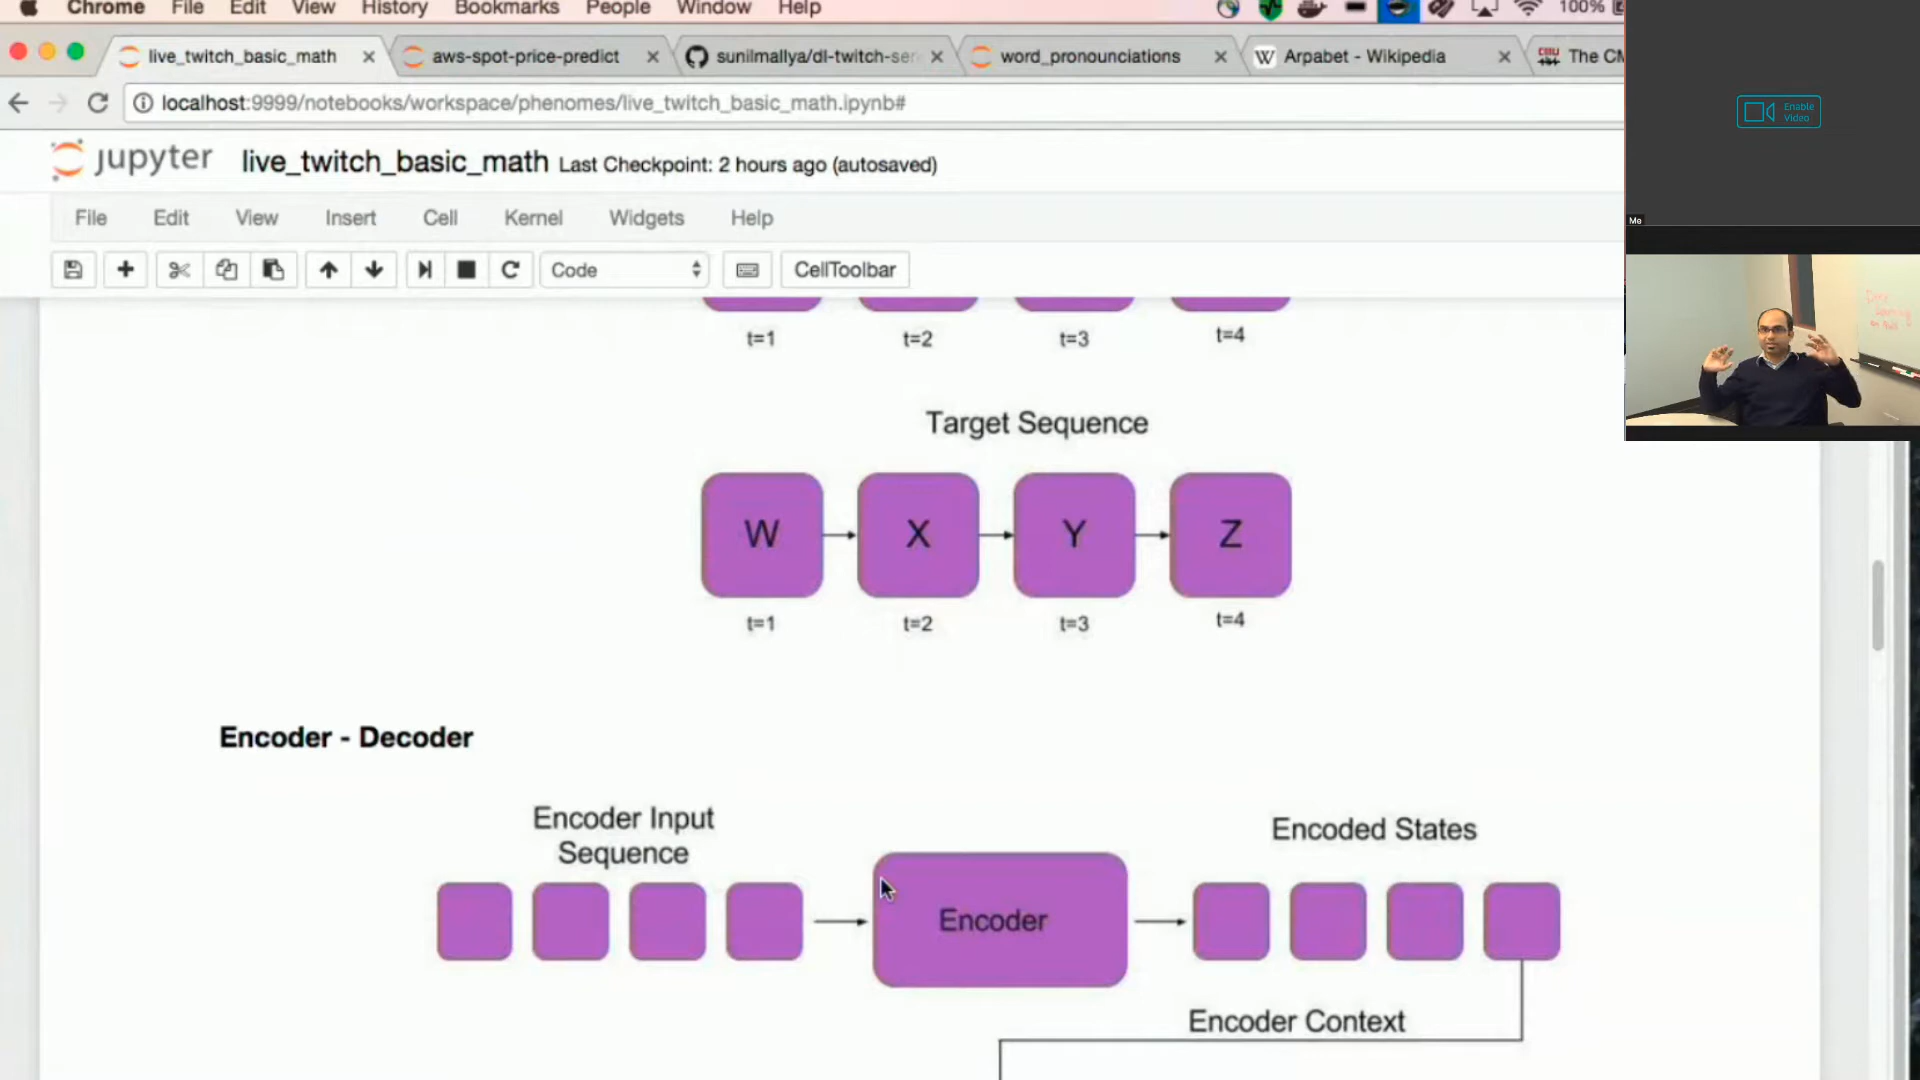 Chrome File Edit View History Bookmarks People Window Help 100%
live_twitch_basic_math aws-spot-price-predict sunilmallya/dl-twitch-ser word_pronounciations Arpabet - Wikipedia The CM
localhost:9999/notebooks/workspace/phenomes/live_twitch_basic_math.ipynb#
Enable
Video
jupyter live_twitch_basic_math Last Checkpoint: 2 hours ago (autosaved)
File Edit View Insert Cell Kernel Widgets Help
Me
Code CellToolbar
t=1 t=2 t=3 t=4
Target Sequence
W X Y Z
t=1 t=2 t=3 t=4
Encoder - Decoder
Encoder Input
Sequence
Encoded States
Encoder
Encoder Context